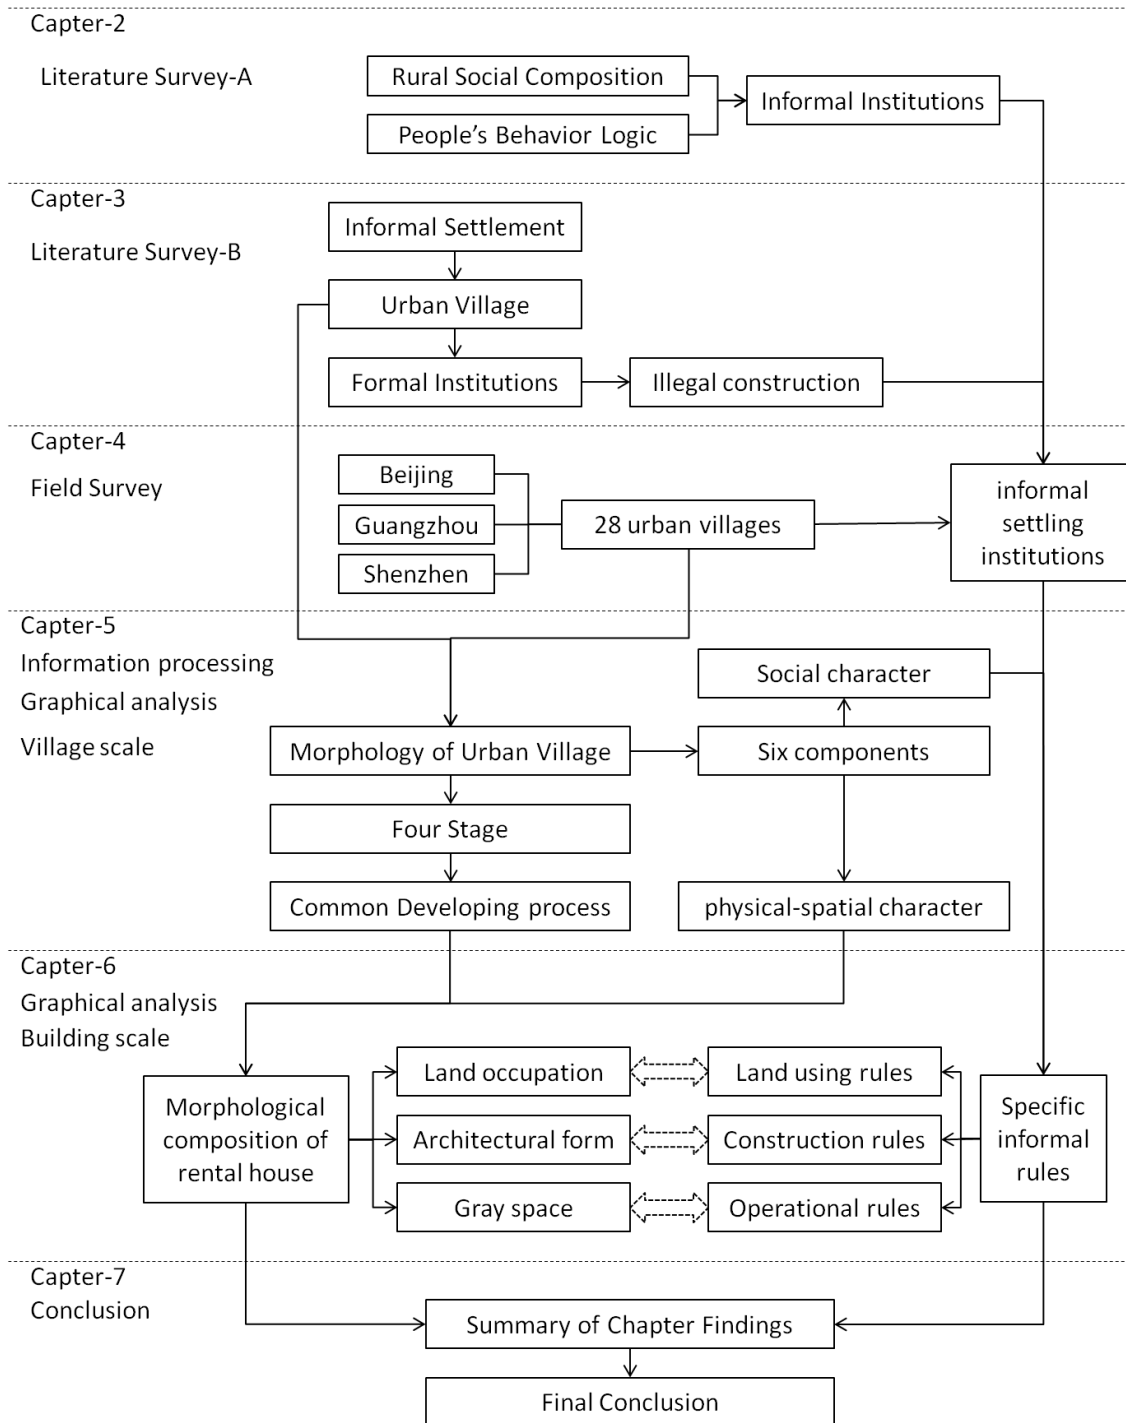 Capter-2
Literature Survey-A
Rural Social Composition
People's Behavior Logic
Informal Institutions
Capter-3
Literature Survey-B
Informal Settlement
Urban Village
Formal Institutions
Illegal construction
Capter-4
Field Survey
Beijing
Guangzhou
Shenzhen
28 urban villages
informal
settling
institutions
Capter-5
Information processing
Graphical analysis
Village scale
Social character
Morphology of Urban Village
Six components
Four Stage
Common Developing process
physical-spatial character
Capter-6
Graphical analysis
Building scale
Morphological
composition of
rental house
Land occupation
Land using rules
Architectural form
Construction rules
Gray space
Operational rules
Specific
informal
rules
Capter-7
Conclusion
Summary of Chapter Findings
Final Conclusion